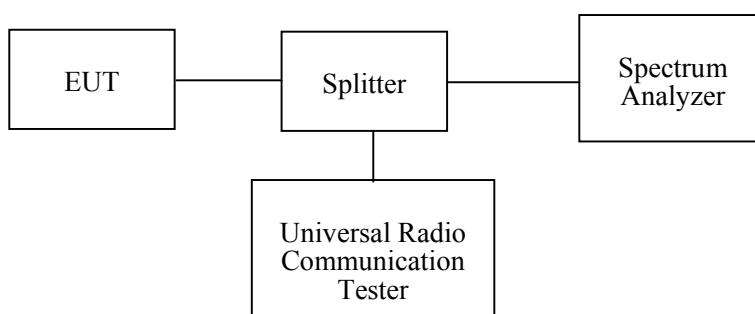 EUT
Splitter
Spectrum
Analyzer
Universal Radio
Communication
Tester